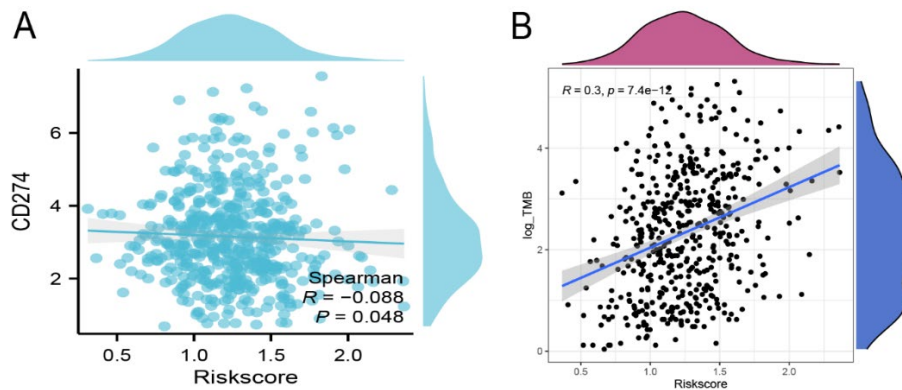 A
CD274
6
4
2
Spearman
R = −0.088
P = 0.048
0.5 1.0 1.5 2.0
Riskscore
B
R = 0.3, p = 7.4e−12
log_TMB
4
2
0
0.5 1.0 1.5 2.0
Riskscore